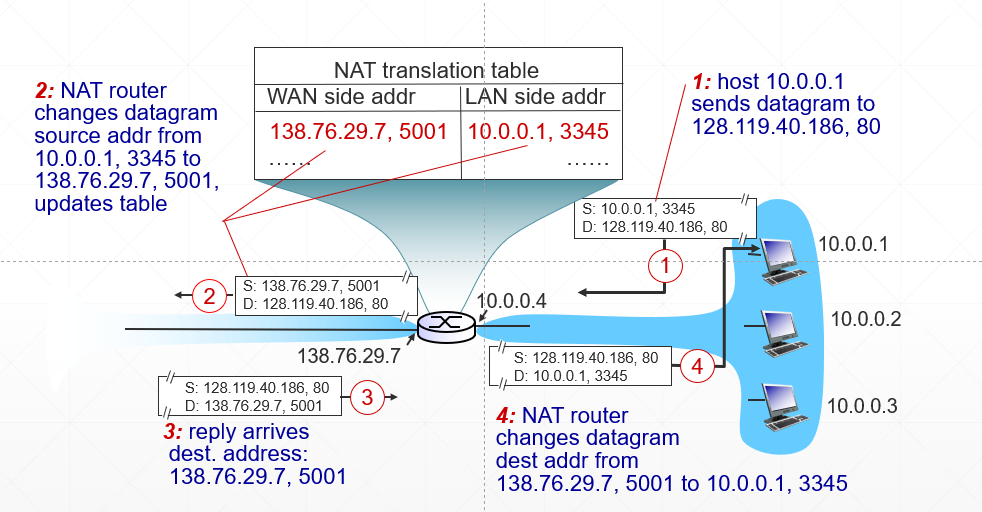 NAT translation table
WAN side addr
LAN side addr
138.76.29.7, 5001
10.0.0.1, 3345
......
......
2: NAT router
changes datagram
source addr from
10.0.0.1, 3345 to
138.76.29.7, 5001,
updates table
1: host 10.0.0.1
sends datagram to
128.119.40.186, 80
S: 10.0.0.1, 3345
D: 128.119.40.186, 80
1
10.0.0.1
S: 138.76.29.7, 5001
D: 128.119.40.186, 80
2
10.0.0.4
10.0.0.2
138.76.29.7
S: 128.119.40.186, 80
D: 10.0.0.1, 3345
4
S: 128.119.40.186, 80
D: 138.76.29.7, 5001
3
10.0.0.3
3: reply arrives
dest. address:
138.76.29.7, 5001
4: NAT router
changes datagram
dest addr from
138.76.29.7, 5001 to 10.0.0.1, 3345